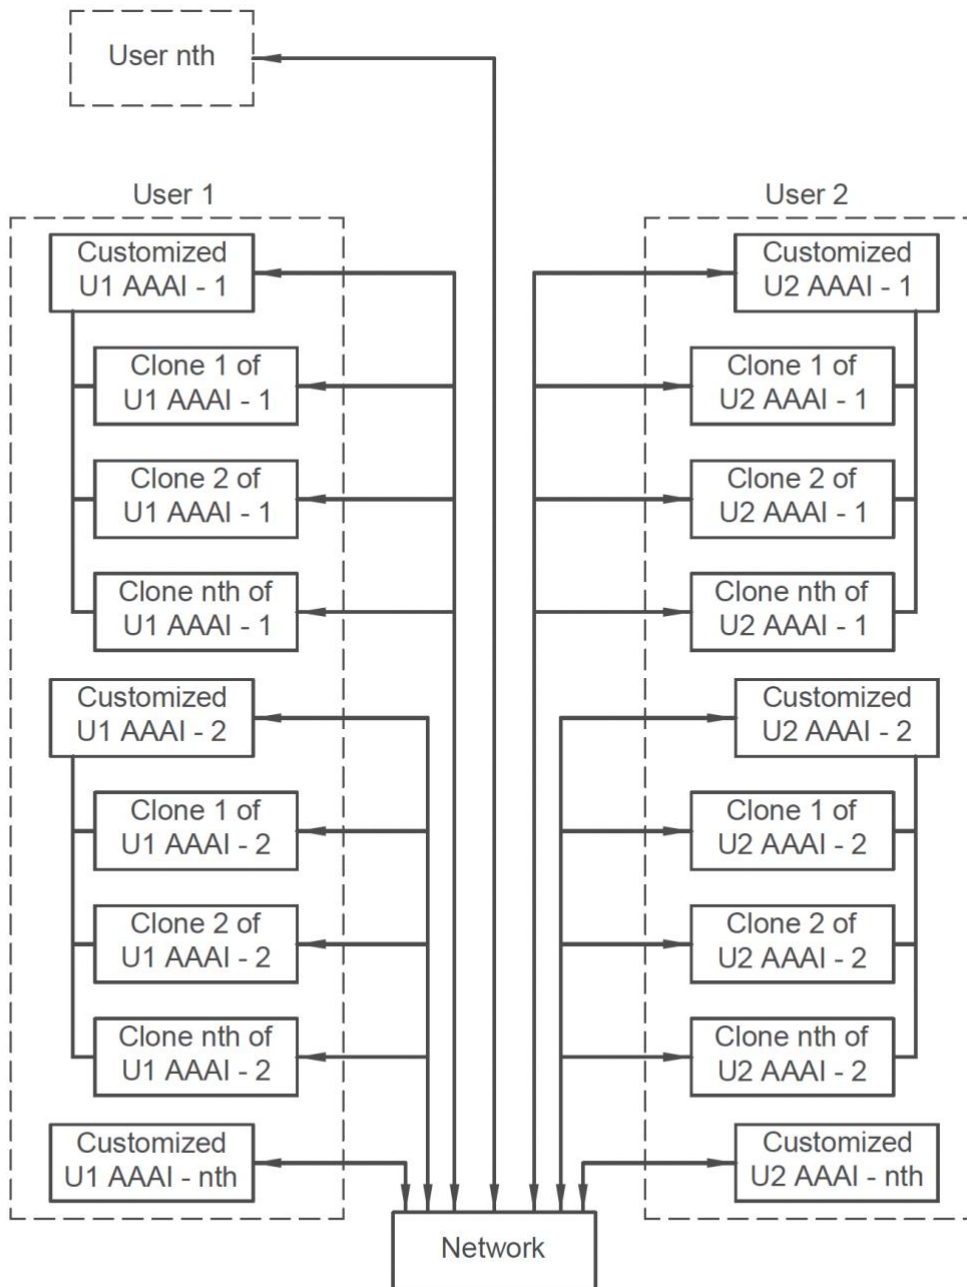 User nth
User 1
Customized
U1 AAAI - 1
Clone 1 of
U1 AAAI - 1
Clone 2 of
U1 AAAI - 1
Clone nth of
U1 AAAI - 1
Customized
U1 AAAI - 2
Clone 1 of
U1 AAAI - 2
Clone 2 of
U1 AAAI - 2
Clone nth of
U1 AAAI - 2
Customized
U1 AAAI - nth
User 2
Customized
U2 AAAI - 1
Clone 1 of
U2 AAAI - 1
Clone 2 of
U2 AAAI - 1
Clone nth of
U2 AAAI - 1
Customized
U2 AAAI - 2
Clone 1 of
U2 AAAI - 2
Clone 2 of
U2 AAAI - 2
Clone nth of
U2 AAAI - 2
Customized
U2 AAAI - nth
Network